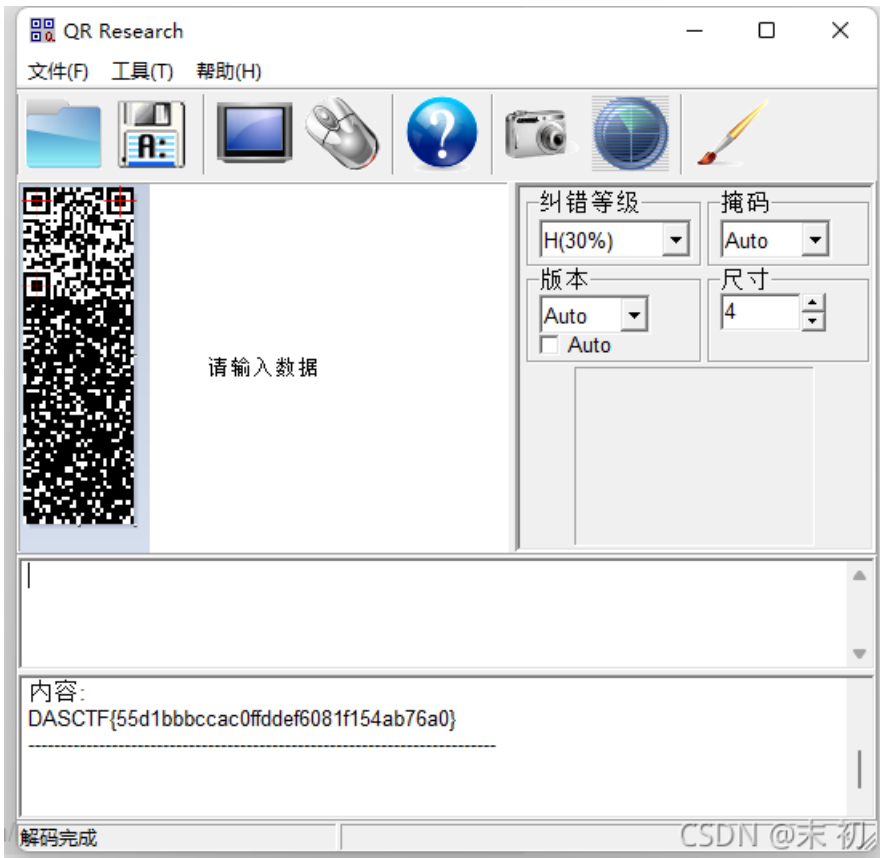 QR Research
文件(F) 工具(T) 帮助(H)
A:
?
纠错等级 掩码
H(30%) Auto
版本 尺寸
Auto 4
Auto
请输入数据
内容:
DASCTF{55d1bbbccac0ffddef6081f154ab76a0}
--------------------------------------------------------------------------
解码完成
CSDN @末 初